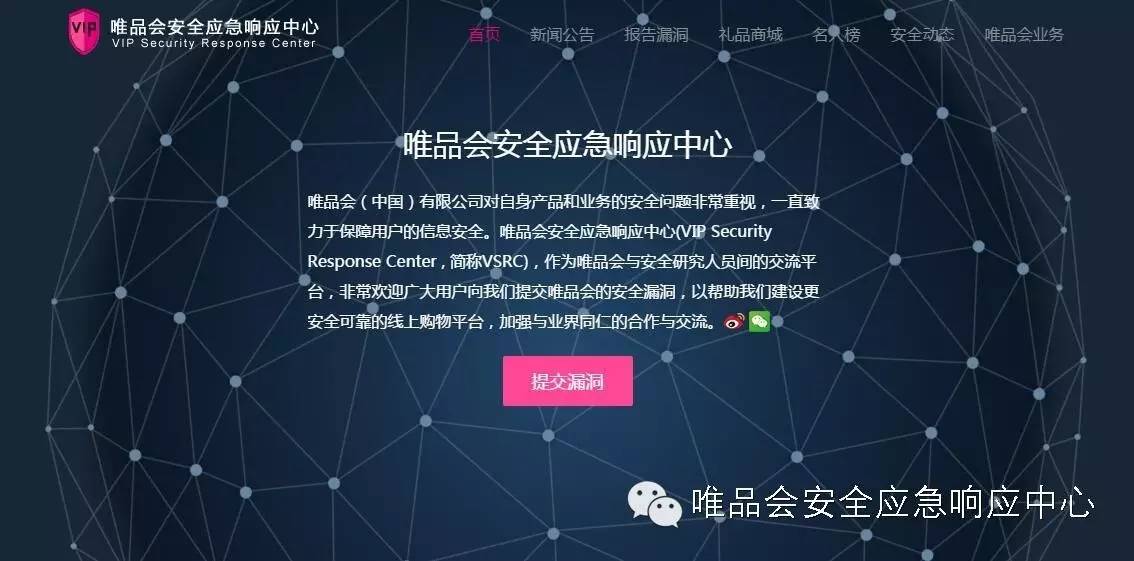 VIP
唯品会安全应急响应中心
VIP Security Response Center
首页 新闻公告 报告漏洞 礼品商城 名人榜 安全动态 唯品会业务
唯品会安全应急响应中心
唯品会（中国）有限公司对自身产品和业务的安全问题非常重视，一直致
力于保障用户的信息安全。唯品会安全应急响应中心(VIP Security
Response Center，简称VSRC)，作为唯品会与安全研究人员间的交流平
台，非常欢迎广大用户向我们提交唯品会的安全漏洞，以帮助我们建设更
安全可靠的线上购物平台，加强与业界同仁的合作与交流。
提交漏洞
唯品会安全应急响应中心